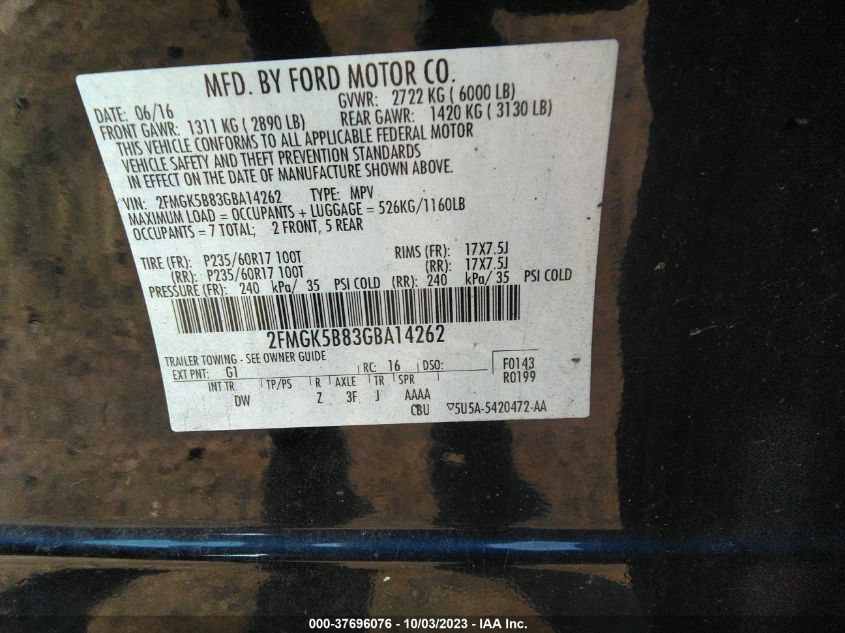 MFD. BY FORD MOTOR CO.
DATE: 06/16 GVWR: 2722 KG ( 6000 LB)
FRONT GAWR: 1311 KG ( 2890 LB) REAR GAWR: 1420 KG ( 3130 LB)
THIS VEHICLE CONFORMS TO ALL APPLICABLE FEDERAL MOTOR
VEHICLE SAFETY AND THEFT PREVENTION STANDARDS
IN EFFECT ON THE DATE OF MANUFACTURE SHOWN ABOVE.
VIN: 2FMGK5B83GBA14262 TYPE: MPV
MAXIMUM LOAD = OCCUPANTS + LUGGAGE = 526KG/1160LB
OCCUPANTS = 7 TOTAL; 2 FRONT, 5 REAR
TIRE (FR): P235/60R17 100T RIMS (FR): 17X7.5J
(RR): P235/60R17 100T (RR): 17X7.5J
PRESSURE (FR): 240 kPa/ 35 PSI COLD (RR): 240 kPa/ 35 PSI COLD
2FMGK5B83GBA14262
TRAILER TOWING - SEE OWNER GUIDE
EXT PNT: G1 RC: 16 DSO: F0143
R0199
INT TR TP/PS R AXLE TR SPR
DW Z 3F J AAAA
CBU 5U5A-5420472-AA
000-37696076 - 10/03/2023 - IAA Inc.